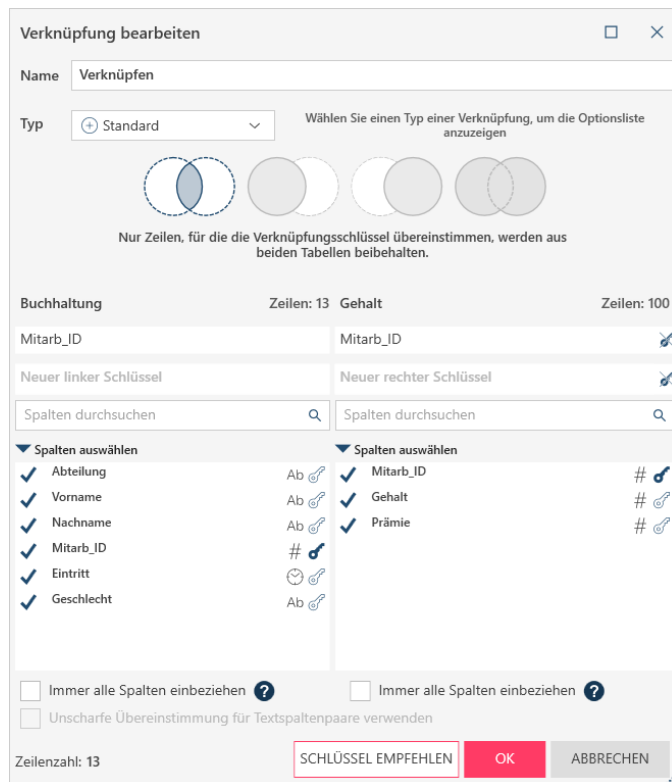 Verknüpfung bearbeiten
Name Verknüpfen
Typ Standard Wählen Sie einen Typ einer Verknüpfung, um die Optionsliste
anzuzeigen
Nur Zeilen, für die die Verknüpfungsschlüssel übereinstimmen, werden aus
beiden Tabellen beibehalten.
Buchhaltung Zeilen: 13 Gehalt Zeilen: 100
Mitarb_ID Mitarb_ID
Neuer linker Schlüssel Neuer rechter Schlüssel
Spalten durchsuchen Spalten durchsuchen
Spalten auswählen Spalten auswählen
Abteilung Ab Mitarb_ID #
Vorname Ab Gehalt #
Nachname Ab Prämie #
Mitarb_ID #
Eintritt
Geschlecht Ab
Immer alle Spalten einbeziehen ? Immer alle Spalten einbeziehen ?
Unscharfe Übereinstimmung für Textspaltenpaare verwenden
Zeilenzahl: 13 SCHLÜSSEL EMPFEHLEN OK ABBRECHEN